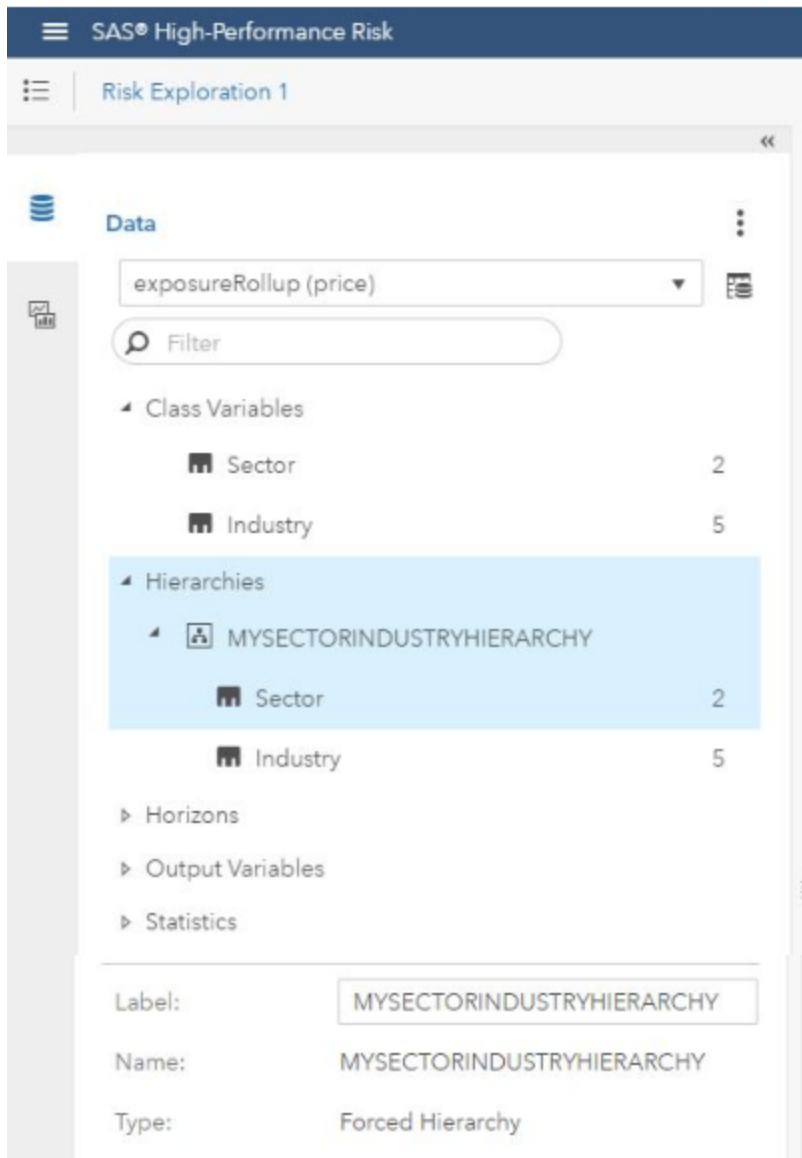 SAS® High-Performance Risk
Risk Exploration 1
Data
exposureRollup (price)
Filter
Class Variables
Sector 2
Industry 5
Hierarchies
MYSECTORINDUSTRYHIERARCHY
Sector 2
Industry 5
Horizons
Output Variables
Statistics
Label: MYSECTORINDUSTRYHIERARCHY
Name: MYSECTORINDUSTRYHIERARCHY
Type: Forced Hierarchy